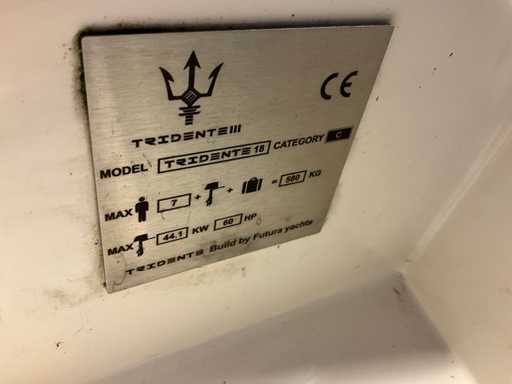 CE
TRIDENTE III
MODEL TRIDENTE 18 CATEGORY C
MAX 7 + + = 580 KG
MAX 44.1 KW 60 HP
TRIDENTE Build by Futura yachts